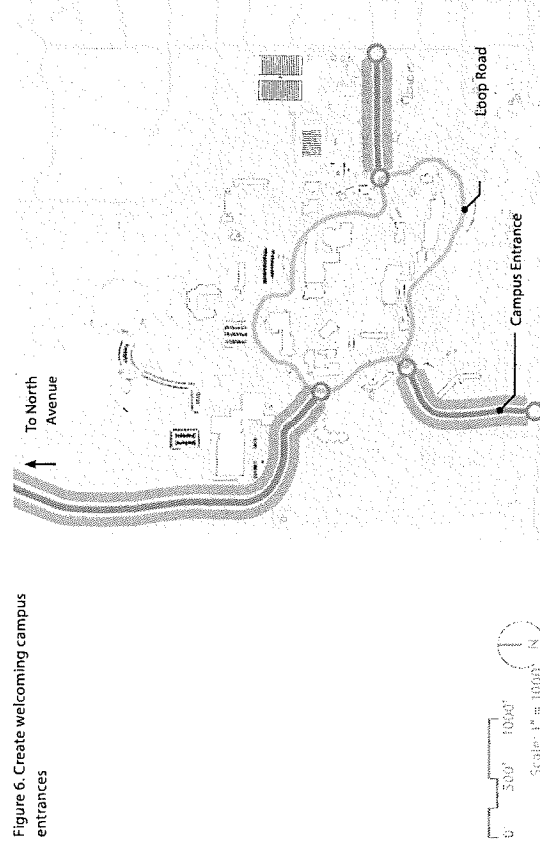 Figure 6. Create welcoming campus
entrances
To North
Avenue
Loop Road
Campus Entrance
0' 500' 1000'
Scale: 1" = 1000'
N